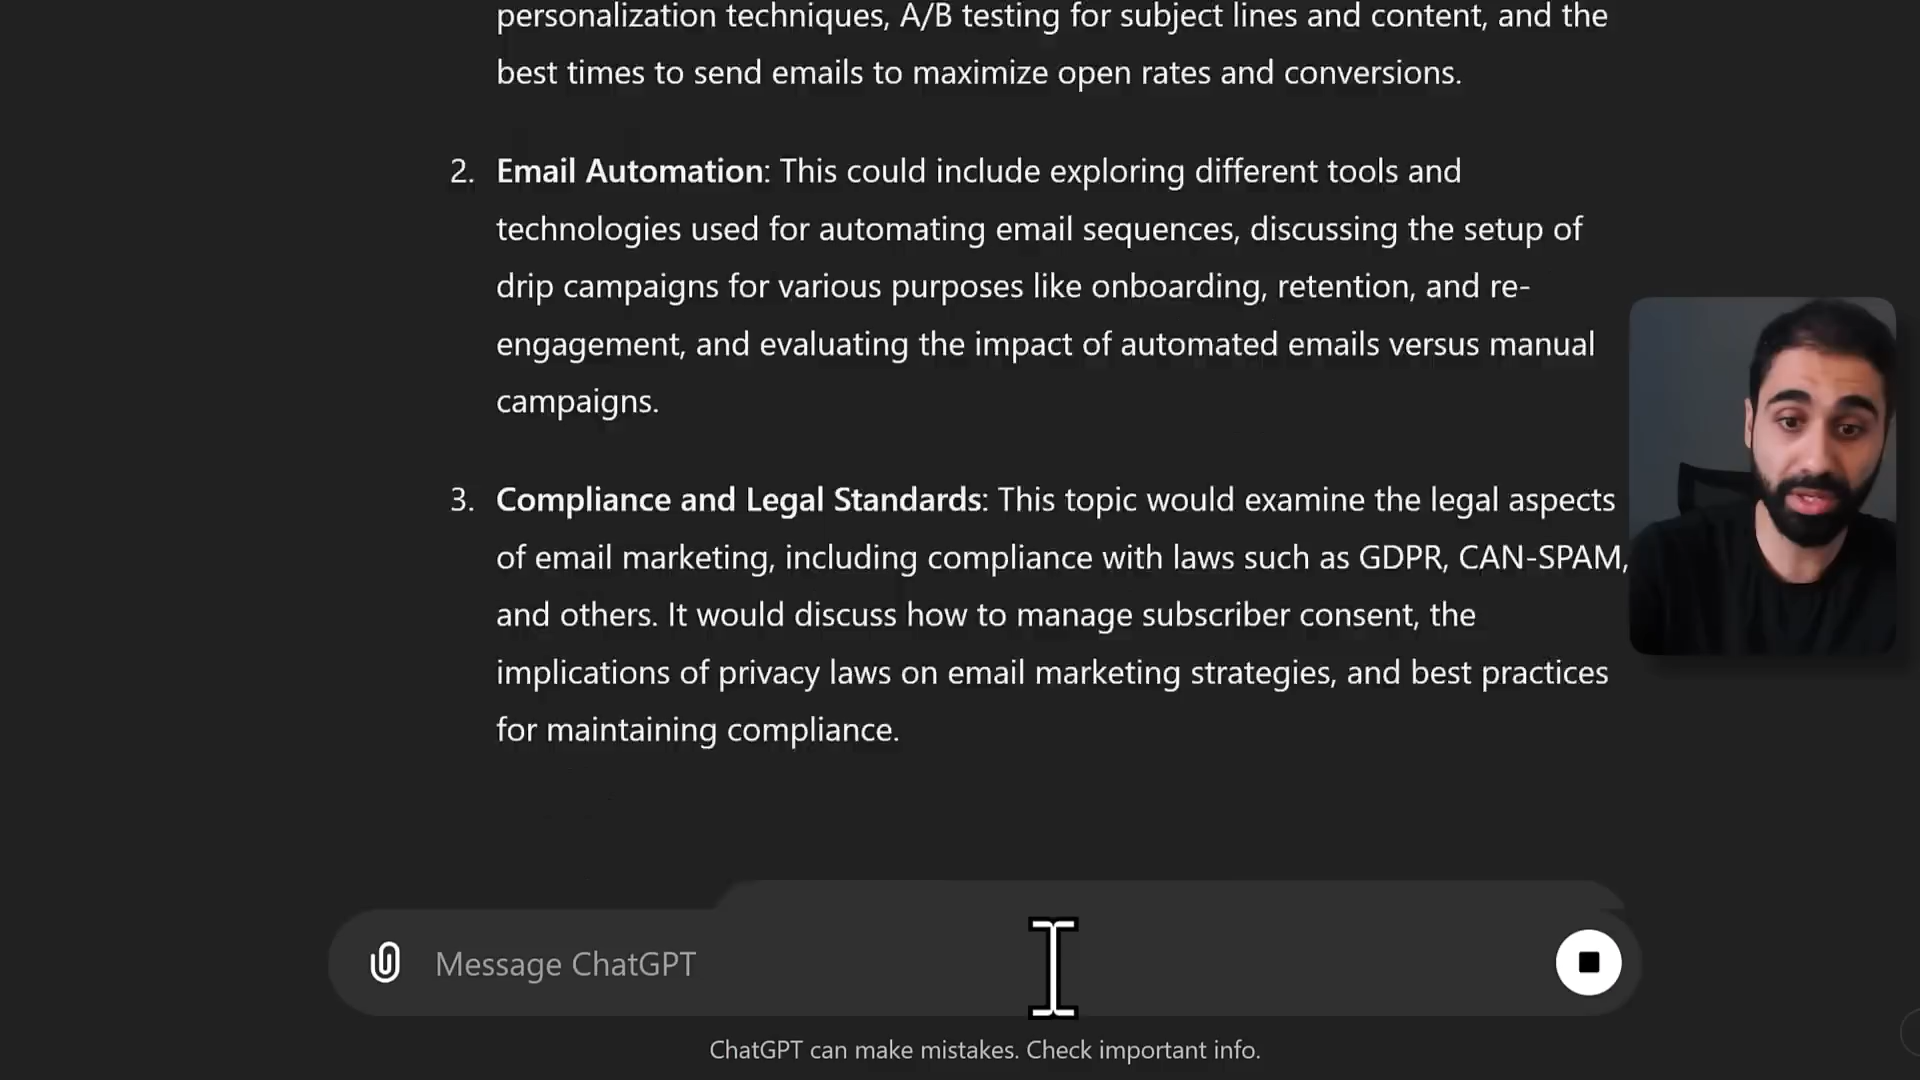 personalization techniques, A/B testing for subject lines and content, and the
best times to send emails to maximize open rates and conversions.
2. Email Automation: This could include exploring different tools and
technologies used for automating email sequences, discussing the setup of
drip campaigns for various purposes like onboarding, retention, and re-
engagement, and evaluating the impact of automated emails versus manual
campaigns.
3. Compliance and Legal Standards: This topic would examine the legal aspects
of email marketing, including compliance with laws such as GDPR, CAN-SPAM,
and others. It would discuss how to manage subscriber consent, the
implications of privacy laws on email marketing strategies, and best practices
for maintaining compliance.
Message ChatGPT
ChatGPT can make mistakes. Check important info.